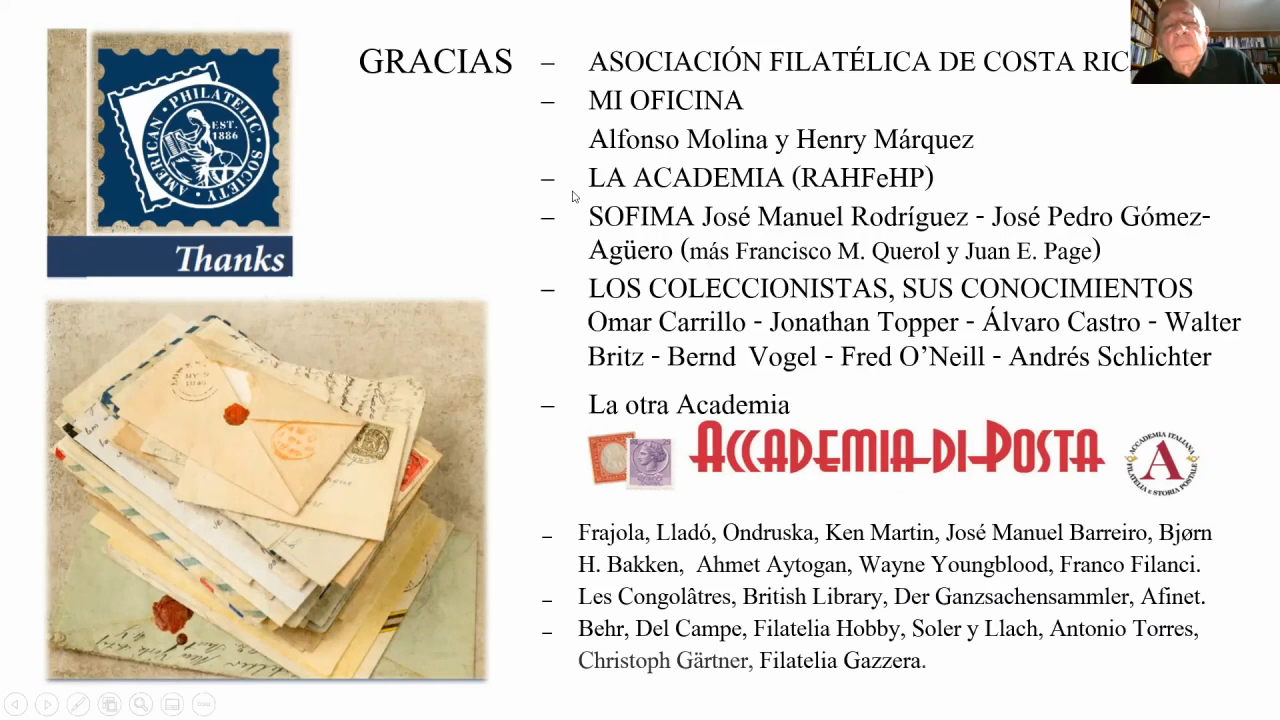 AMERICAN PHILATELIC SOCIETY
EST.
1886
Thanks
GRACIAS – ASOCIACIÓN FILATÉLICA DE COSTA RIC
– MI OFICINA
Alfonso Molina y Henry Márquez
– LA ACADEMIA (RAHFeHP)
– SOFIMA José Manuel Rodríguez - José Pedro Gómez-
Agüero (más Francisco M. Querol y Juan E. Page)
– LOS COLECCIONISTAS, SUS CONOCIMIENTOS
Omar Carrillo - Jonathan Topper - Álvaro Castro - Walter
Britz - Bernd Vogel - Fred O’Neill - Andrés Schlichter
– La otra Academia
ACCADEMIA-DI-POSTA
ACCADEMIA ITALIANA
A
FILATELIA E STORIA POSTALE
– Frajola, Lladó, Ondruska, Ken Martin, José Manuel Barreiro, Bjørn
H. Bakken, Ahmet Aytogan, Wayne Youngblood, Franco Filanci.
– Les Congolâtres, British Library, Der Ganzsachensammler, Afinet.
– Behr, Del Campe, Filatelia Hobby, Soler y Llach, Antonio Torres,
Christoph Gärtner, Filatelia Gazzera.